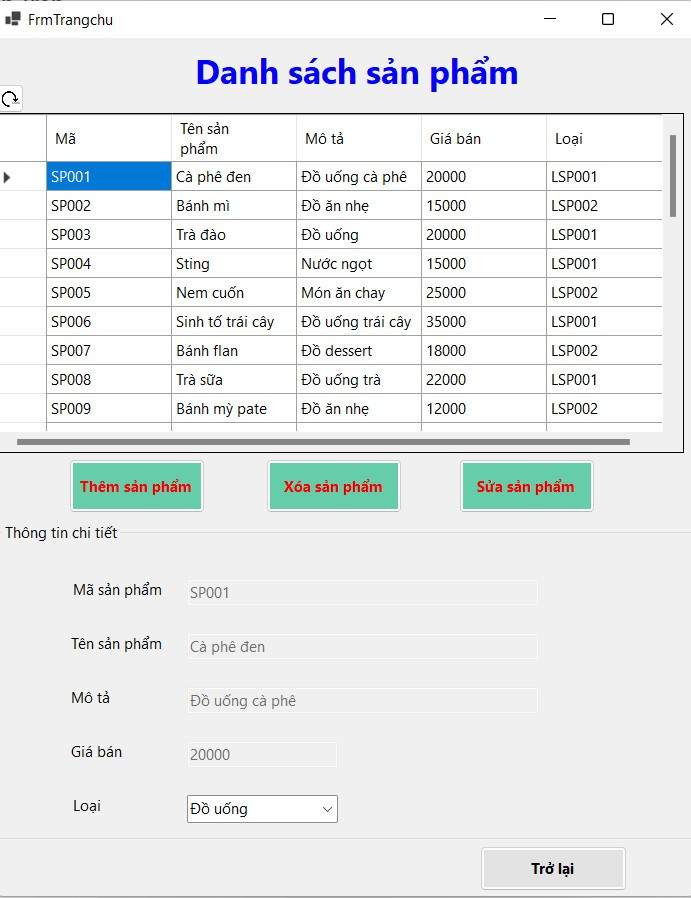 FrmTrangchu
Danh sách sản phẩm
Mã Tên sản phẩm Mô tả Giá bán Loại
SP001 Cà phê đen Đồ uống cà phê 20000 LSP001
SP002 Bánh mì Đồ ăn nhẹ 15000 LSP002
SP003 Trà đào Đồ uống 20000 LSP001
SP004 Sting Nước ngọt 15000 LSP001
SP005 Nem cuốn Món ăn chay 25000 LSP002
SP006 Sinh tố trái cây Đồ uống trái cây 35000 LSP001
SP007 Bánh flan Đồ dessert 18000 LSP002
SP008 Trà sữa Đồ uống trà 22000 LSP001
SP009 Bánh mỳ pate Đồ ăn nhẹ 12000 LSP002
Thêm sản phẩm Xóa sản phẩm Sửa sản phẩm
Thông tin chi tiết
Mã sản phẩm SP001
Tên sản phẩm Cà phê đen
Mô tả Đồ uống cà phê
Giá bán 20000
Loại Đồ uống
Trở lại